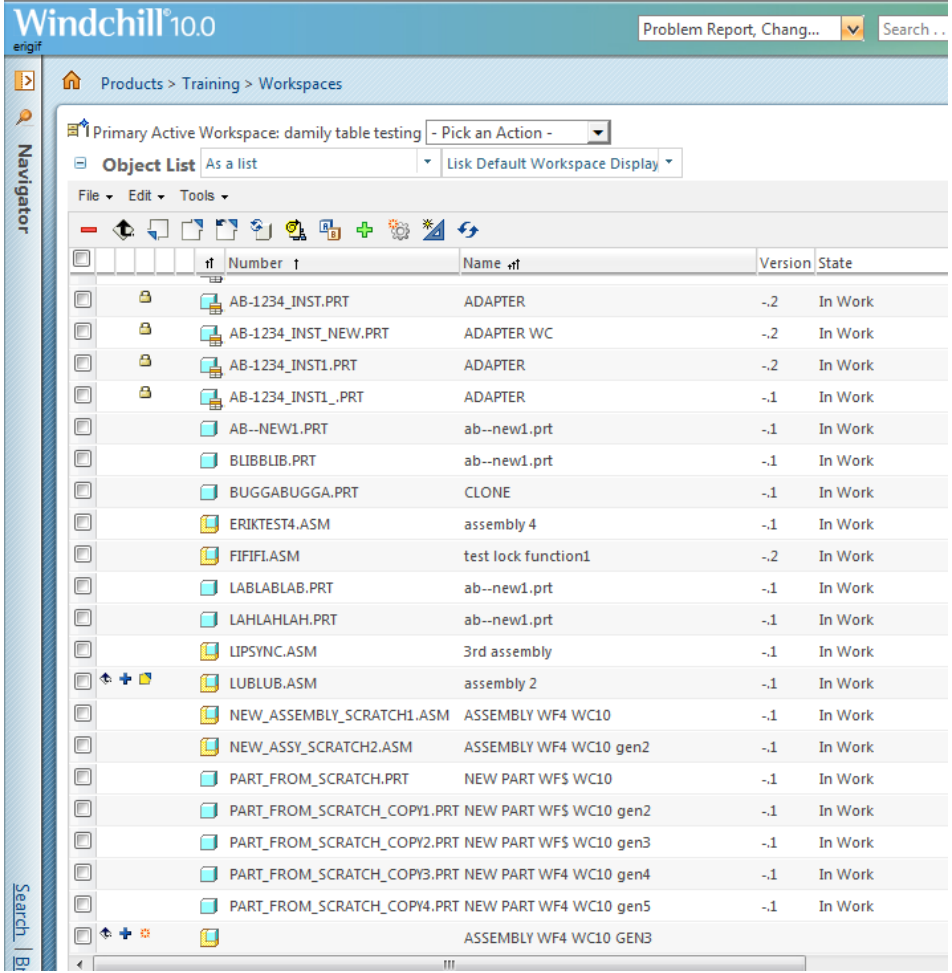 Windchill® 10.0
erigif
Problem Report, Chang... Search . .
Products > Training > Workspaces
Navigator
Primary Active Workspace: damily table testing - Pick an Action -
Object List As a list Lisk Default Workspace Display
File Edit Tools
Number Name Version State
AB-1234_INST.PRT ADAPTER -.2 In Work
AB-1234_INST_NEW.PRT ADAPTER WC -.2 In Work
AB-1234_INST1.PRT ADAPTER -.2 In Work
AB-1234_INST1_.PRT ADAPTER -.1 In Work
AB--NEW1.PRT ab--new1.prt -.1 In Work
BLIBBLIB.PRT ab--new1.prt -.1 In Work
BUGGABUGGA.PRT CLONE -.1 In Work
ERIKTEST4.ASM assembly 4 -.1 In Work
FIFIFI.ASM test lock function1 -.2 In Work
LABLABLAB.PRT ab--new1.prt -.1 In Work
LAHLAHLAH.PRT ab--new1.prt -.1 In Work
LIPSYNC.ASM 3rd assembly -.1 In Work
LUBLUB.ASM assembly 2 -.1 In Work
NEW_ASSEMBLY_SCRATCH1.ASM ASSEMBLY WF4 WC10 -.1 In Work
NEW_ASSY_SCRATCH2.ASM ASSEMBLY WF4 WC10 gen2 -.1 In Work
PART_FROM_SCRATCH.PRT NEW PART WF$ WC10 -.1 In Work
PART_FROM_SCRATCH_COPY1.PRT NEW PART WF$ WC10 gen2 -.1 In Work
PART_FROM_SCRATCH_COPY2.PRT NEW PART WF$ WC10 gen3 -.1 In Work
PART_FROM_SCRATCH_COPY3.PRT NEW PART WF4 WC10 gen4 -.1 In Work
PART_FROM_SCRATCH_COPY4.PRT NEW PART WF4 WC10 gen5 -.1 In Work
ASSEMBLY WF4 WC10 GEN3
Search | Br